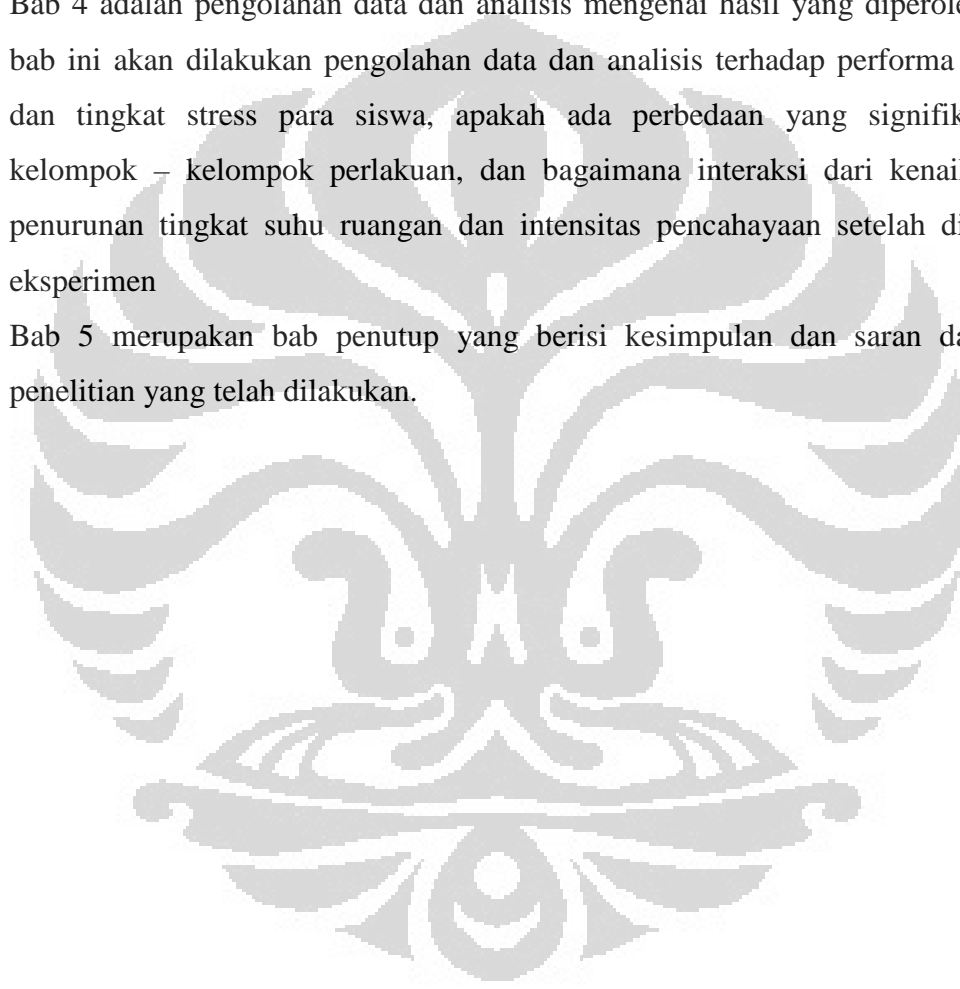 Bab 4 adalah pengolahan data dan analisis mengenai hasil yang diperole
bab ini akan dilakukan pengolahan data dan analisis terhadap performa
dan tingkat stress para siswa, apakah ada perbedaan yang signifik
kelompok – kelompok perlakuan, dan bagaimana interaksi dari kenaik
penurunan tingkat suhu ruangan dan intensitas pencahayaan setelah di
eksperimen
Bab 5 merupakan bab penutup yang berisi kesimpulan dan saran da
penelitian yang telah dilakukan.